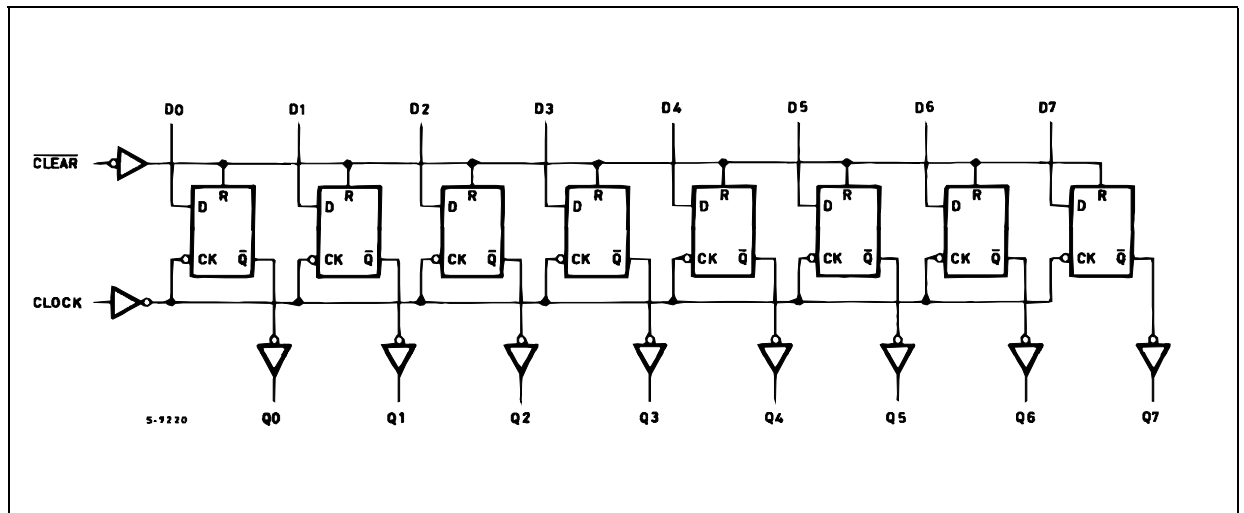 D0 D1 D2 D3 D4 D5 D6 D7
CLEAR
R R R R R R R R
D D D D D D D D
CK Q̅ CK Q̅ CK Q̅ CK Q̅ CK Q̅ CK Q̅ CK Q̅ CK Q̅
CLOCK
S-9220 Q0 Q1 Q2 Q3 Q4 Q5 Q6 Q7